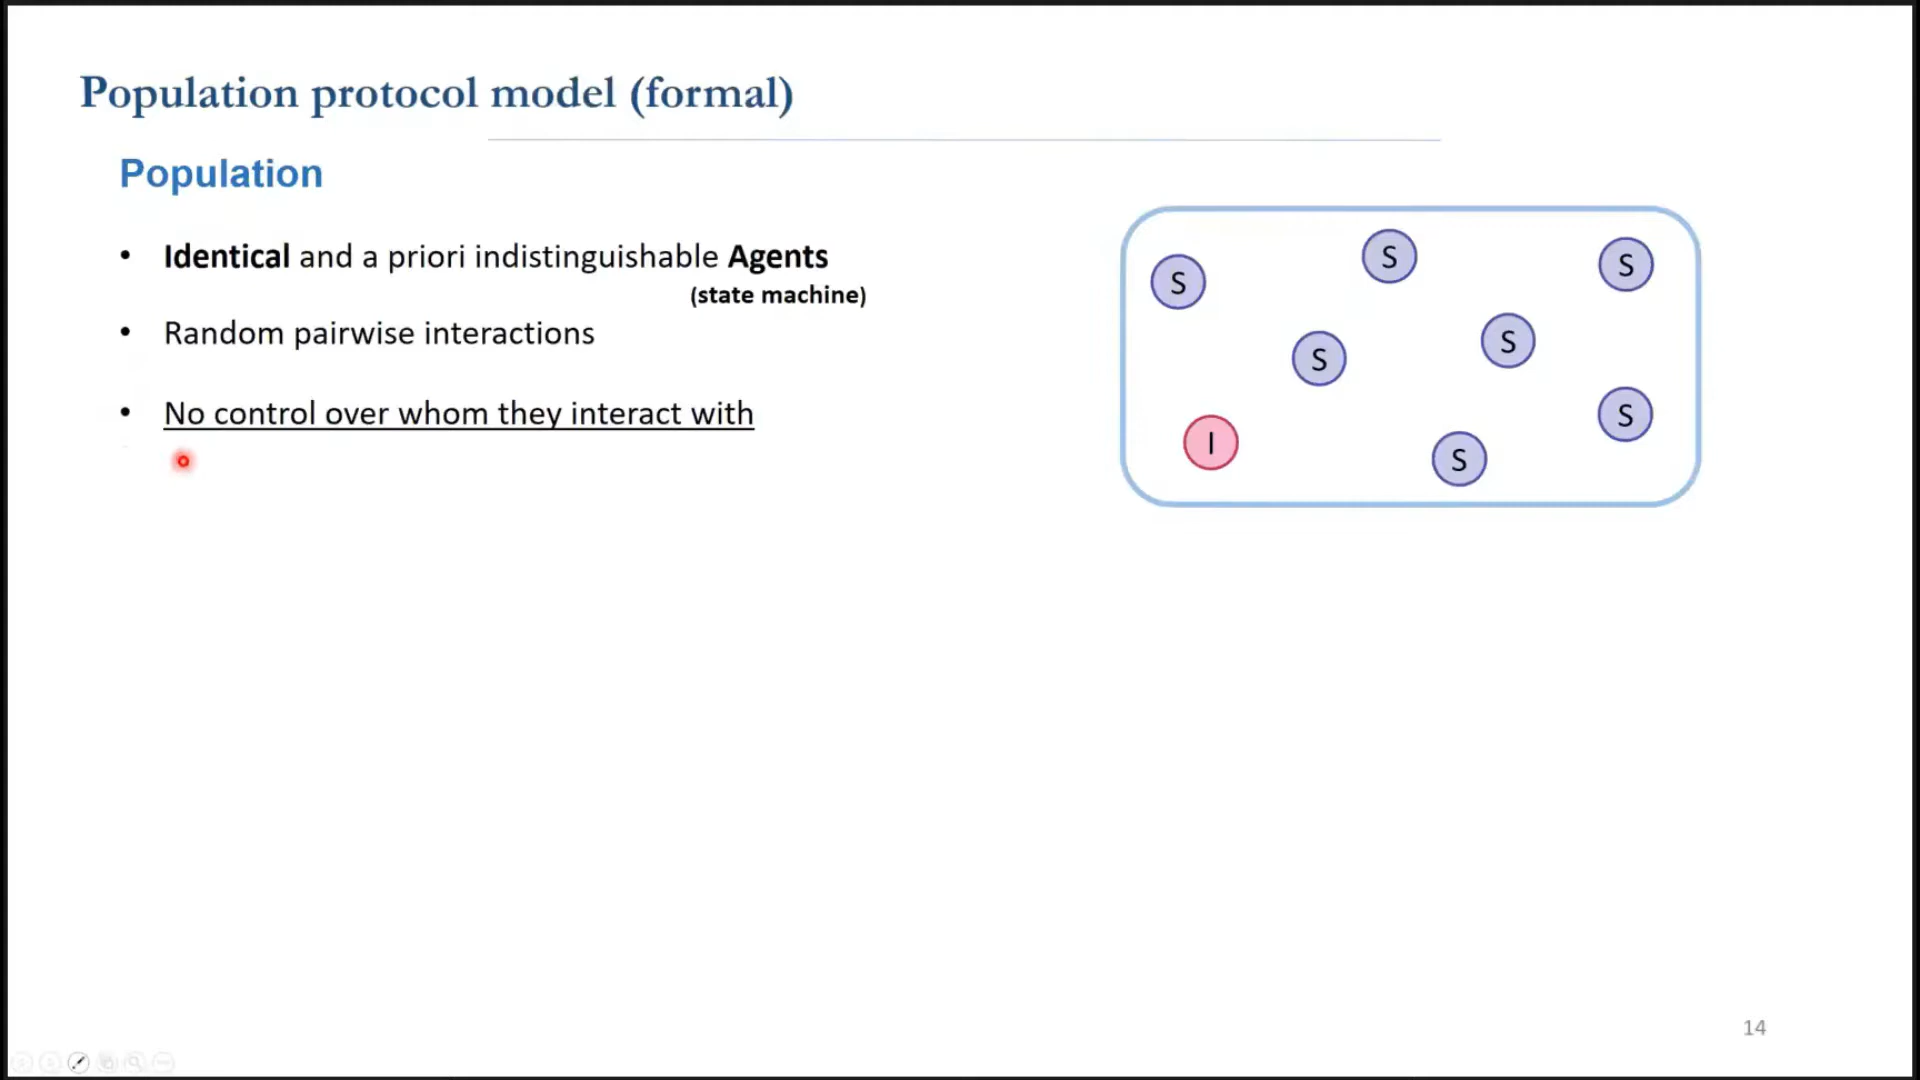 Population protocol model (formal)
Population
• Identical and a priori indistinguishable Agents
(state machine)
• Random pairwise interactions
• No control over whom they interact with
S
S
S
S
S
S
I
S
14